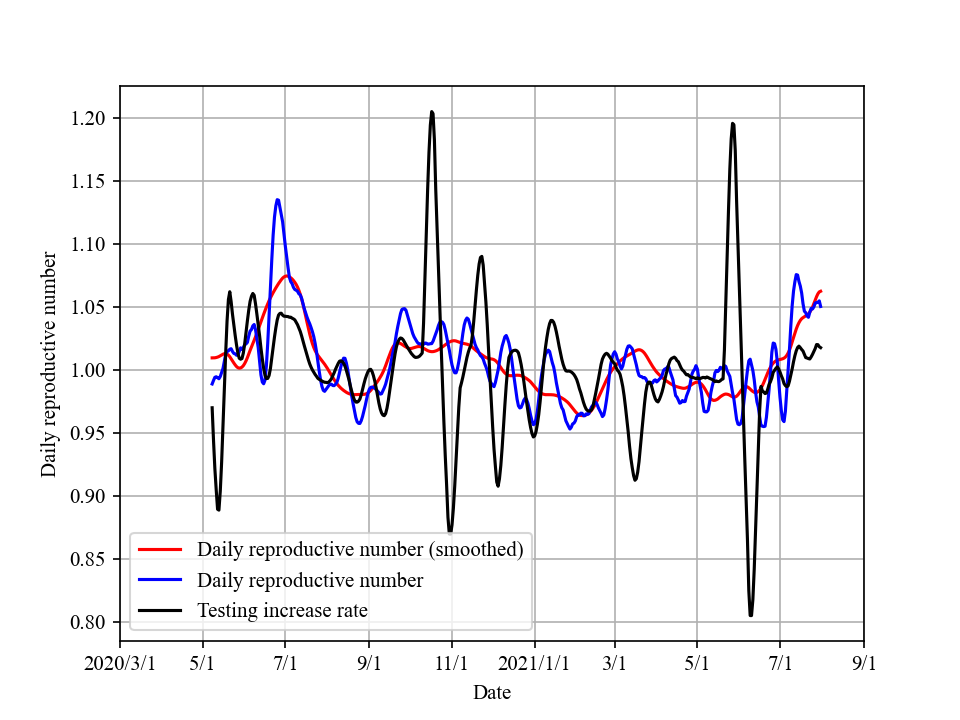 1.20
1.15
1.10
1.05
1.00
0.95
0.90
0.85
0.80
Daily reproductive number
Daily reproductive number (smoothed)
Daily reproductive number
Testing increase rate
2020/3/1 5/1 7/1 9/1 11/1 2021/1/1 3/1 5/1 7/1 9/1
Date